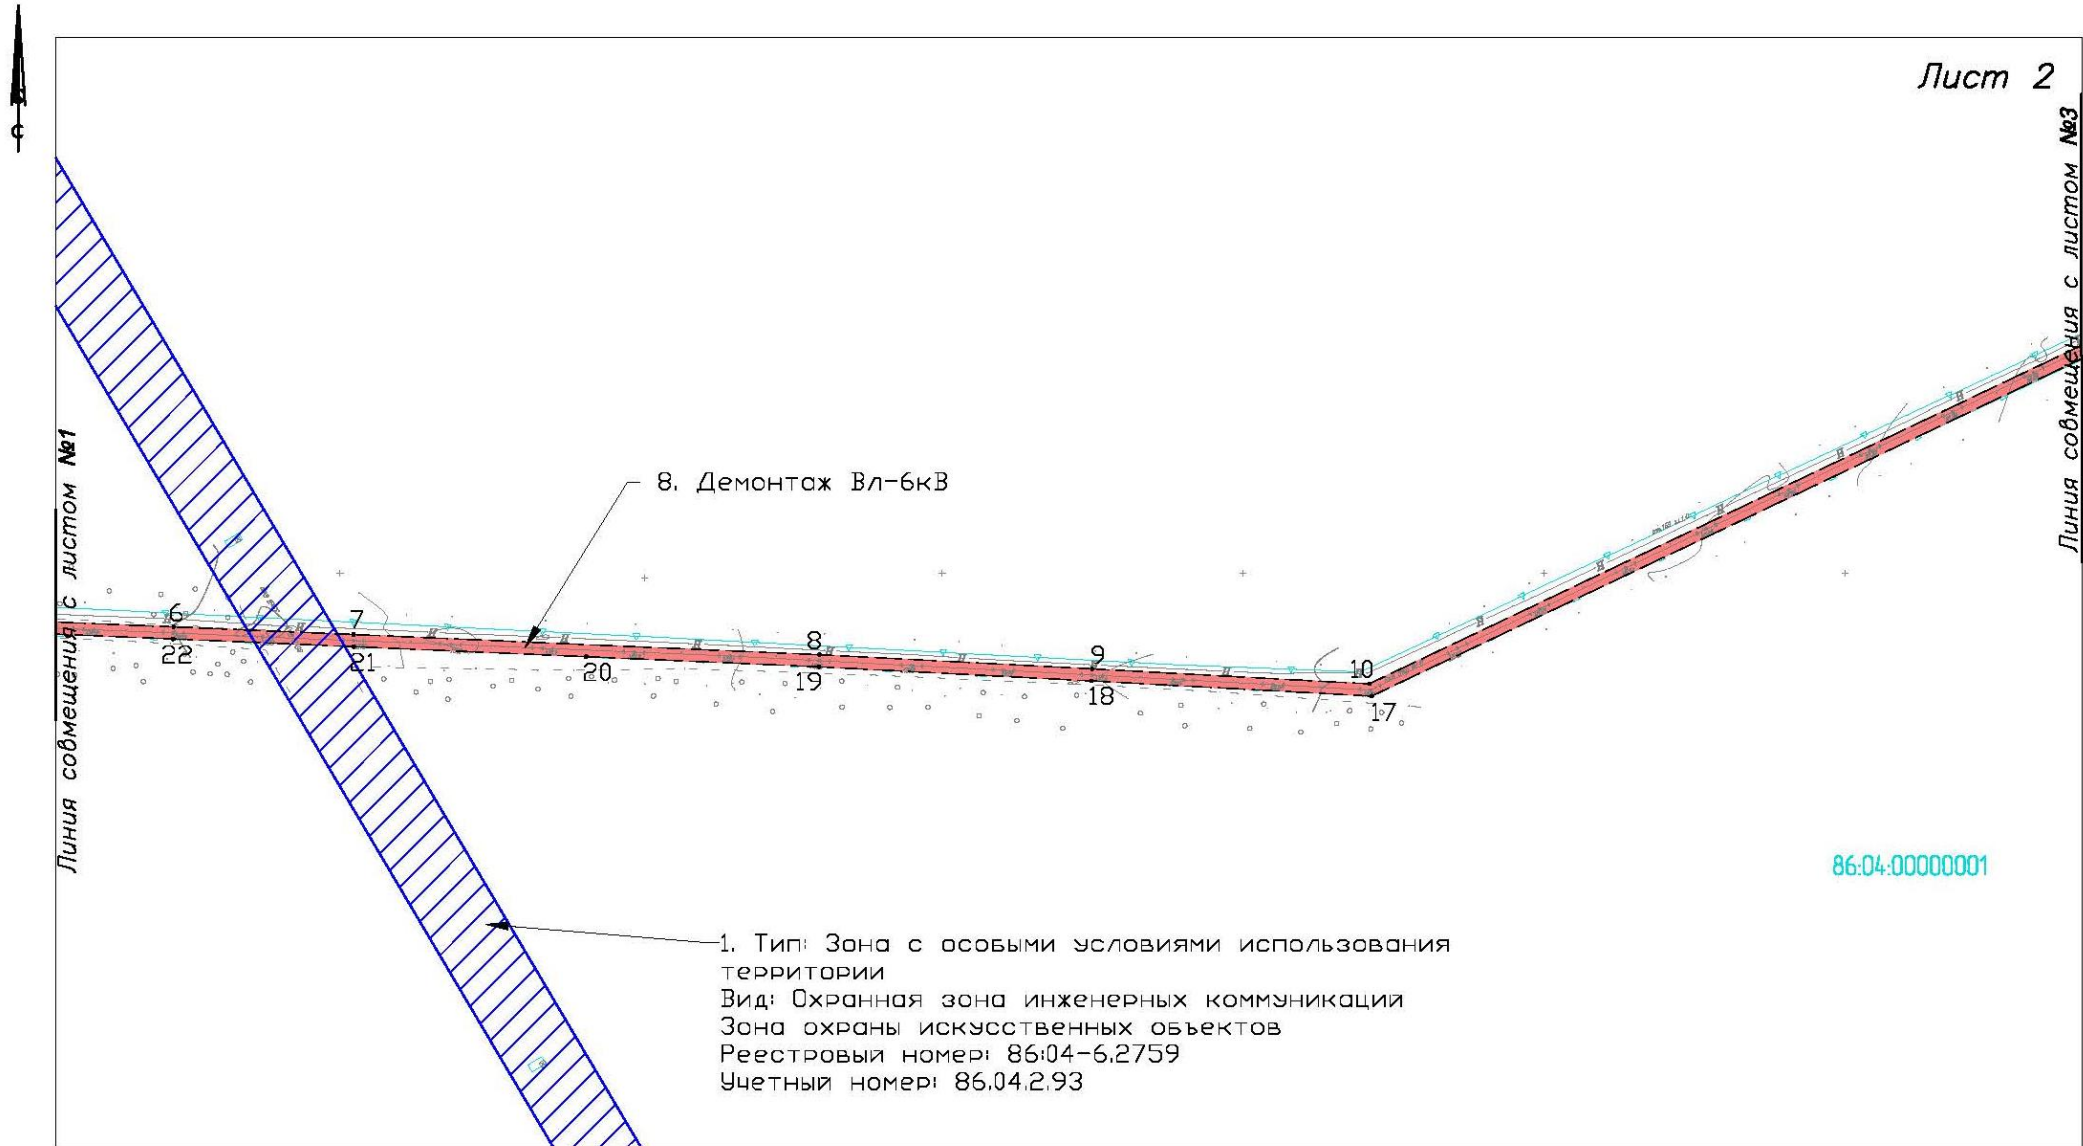 Лист 2
С
Линия совмещения с листом №3
Линия совмещения с листом №1
8. Демонтаж Вл-6кВ
6
7
8
9
10
22
21
20
19
18
17
86:04:00000001
1. Тип: Зона с особыми условиями использования
территории
Вид: Охранная зона инженерных коммуникаций
Зона охраны искусственных объектов
Реестровый номер: 86:04-6.2759
Учетный номер: 86.04.2.93